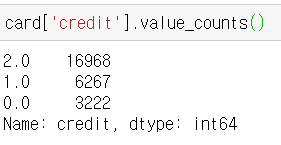 card['credit'].value_counts()
2.0    16968
1.0     6267
0.0     3222
Name: credit, dtype: int64